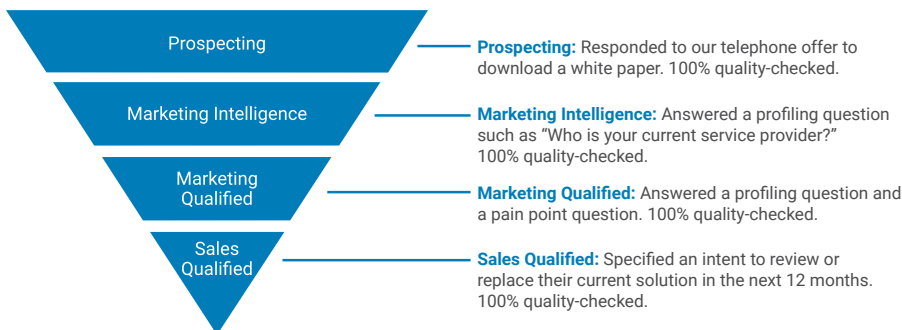 Prospecting
Prospecting: Responded to our telephone offer to
download a white paper. 100% quality-checked.
Marketing Intelligence
Marketing Intelligence: Answered a profiling question
such as “Who is your current service provider?”
100% quality-checked.
Marketing
Qualified
Marketing Qualified: Answered a profiling question and
a pain point question. 100% quality-checked.
Sales
Qualified
Sales Qualified: Specified an intent to review or
replace their current solution in the next 12 months.
100% quality-checked.